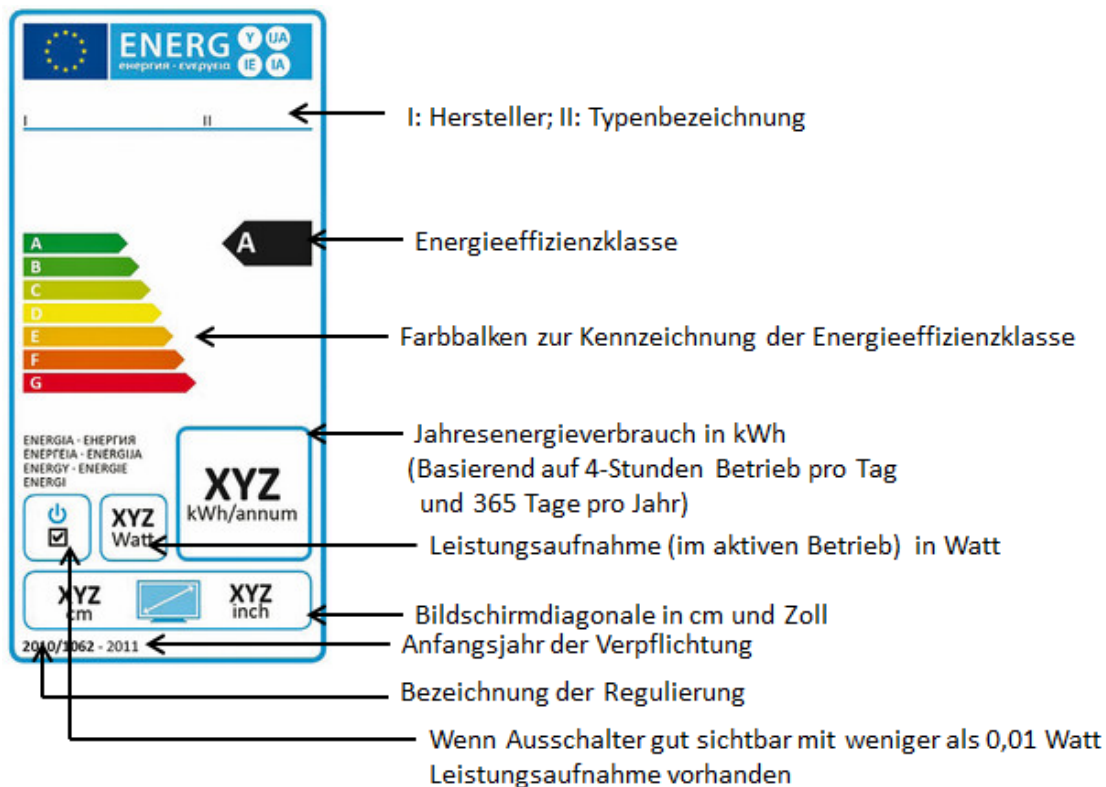 ENERG Y UA
енергия · ενεργεια IE IA
I II
I: Hersteller; II: Typenbezeichnung
A
Energieeffizienzklasse
A
B
C
D
E
F
G
Farbbalken zur Kennzeichnung der Energieeffizienzklasse
ENERGIA · ЕНЕРГИЯ
ΕΝΕΡΓΕΙΑ · ENERGIJA
ENERGY · ENERGIE
ENERGI
XYZ
kWh/annum
Jahresenergieverbrauch in kWh
(Basierend auf 4-Stunden Betrieb pro Tag
und 365 Tage pro Jahr)
XYZ
Watt
Leistungsaufnahme (im aktiven Betrieb) in Watt
XYZ
cm
XYZ
inch
Bildschirmdiagonale in cm und Zoll
2010/1062 - 2011
Anfangsjahr der Verpflichtung
Bezeichnung der Regulierung
Wenn Ausschalter gut sichtbar mit weniger als 0,01 Watt
Leistungsaufnahme vorhanden